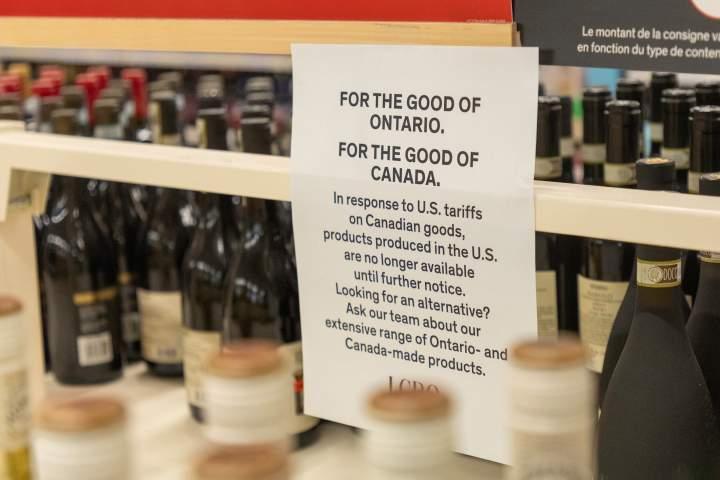 Le montant de la consigne va
en fonction du type de conten
FOR THE GOOD OF
ONTARIO.
FOR THE GOOD OF
CANADA.
In response to U.S. tariffs
on Canadian goods,
products produced in the U.S.
are no longer available
until further notice.
Looking for an alternative?
Ask our team about our
extensive range of Ontario- and
Canada-made products.
LCBO